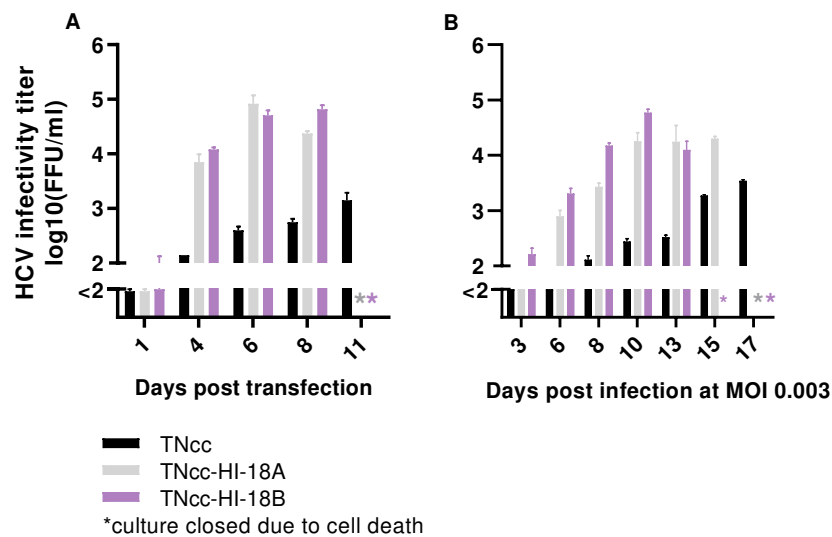 A
B
HCV infectivity titer
log10(FFU/ml)
6
5
4
3
2
<2
**
1 4 6 8 11
Days post transfection
6
5
4
3
2
<2
* **
3 6 8 10 13 15 17
Days post infection at MOI 0.003
TNcc
TNcc-HI-18A
TNcc-HI-18B
*culture closed due to cell death